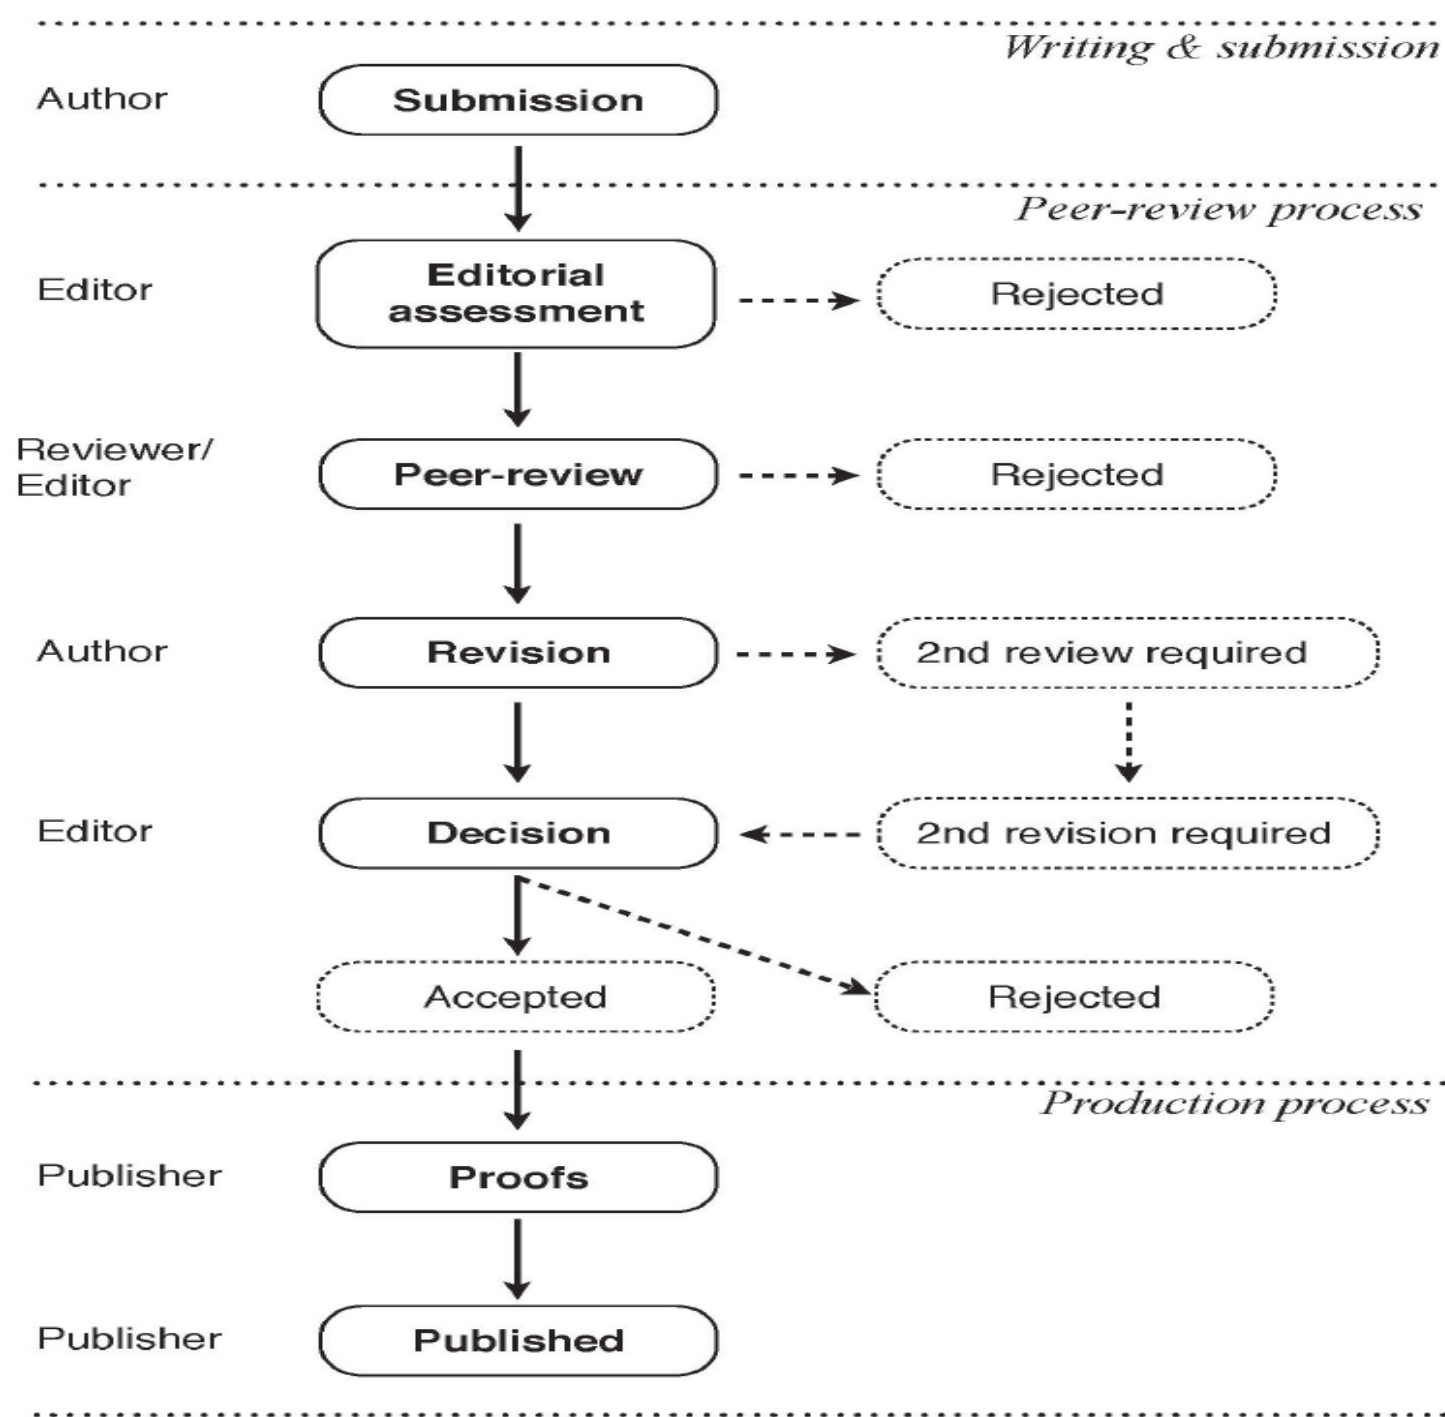 Writing & submission
Author
Submission
Peer-review process
Editor
Editorial
assessment
Rejected
Reviewer/
Editor
Peer-review
Rejected
Author
Revision
2nd review required
Editor
Decision
2nd revision required
Accepted
Rejected
Production process
Publisher
Proofs
Publisher
Published